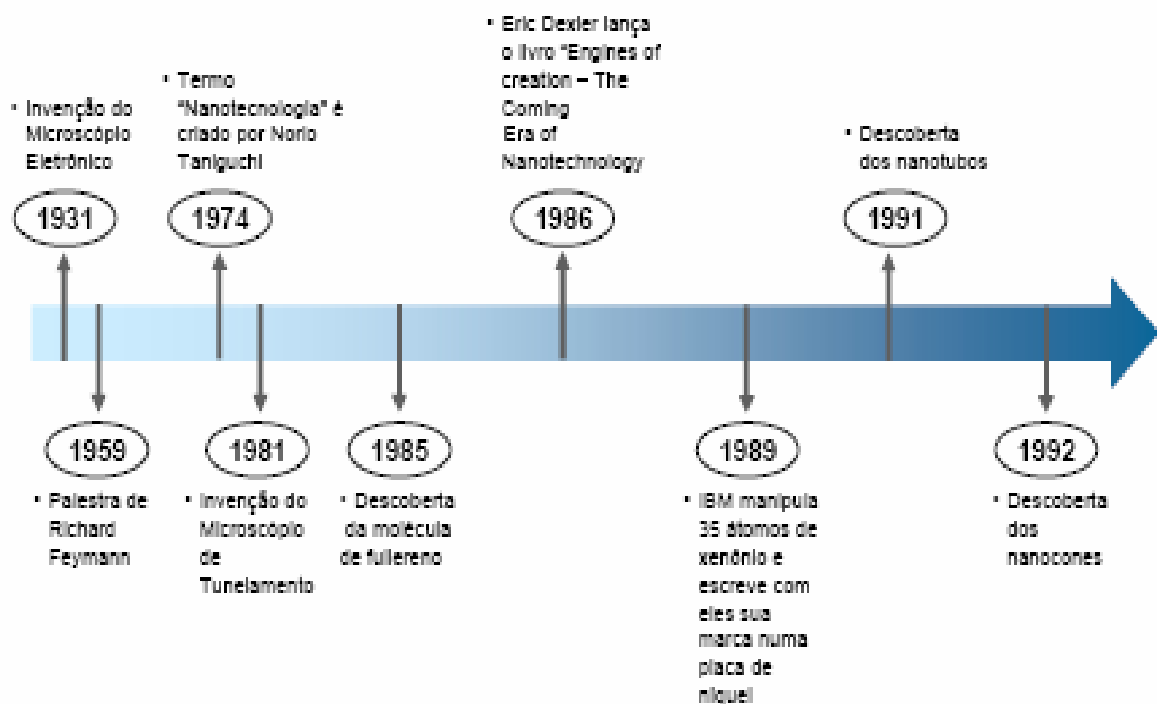 • Invenção do
Microscópio
Eletrônico
1931
• Termo
"Nanotecnologia" é
criado por Norio
Taniguchi
1974
• Eric Dexler lança
o livro "Engines of
creation – The
Coming
Era of
Nanotechnology
1986
• Descoberta
dos nanotubos
1991
1959
• Palestra de
Richard
Feymann
1981
• Invenção do
Microscópio
de
Tunelamento
1985
• Descoberta
da molécula
de fullereno
1989
• IBM manipula
35 átomos de
xenônio e
escreve com
eles sua
marca numa
placa de
níquel
1992
• Descoberta
dos
nanocones